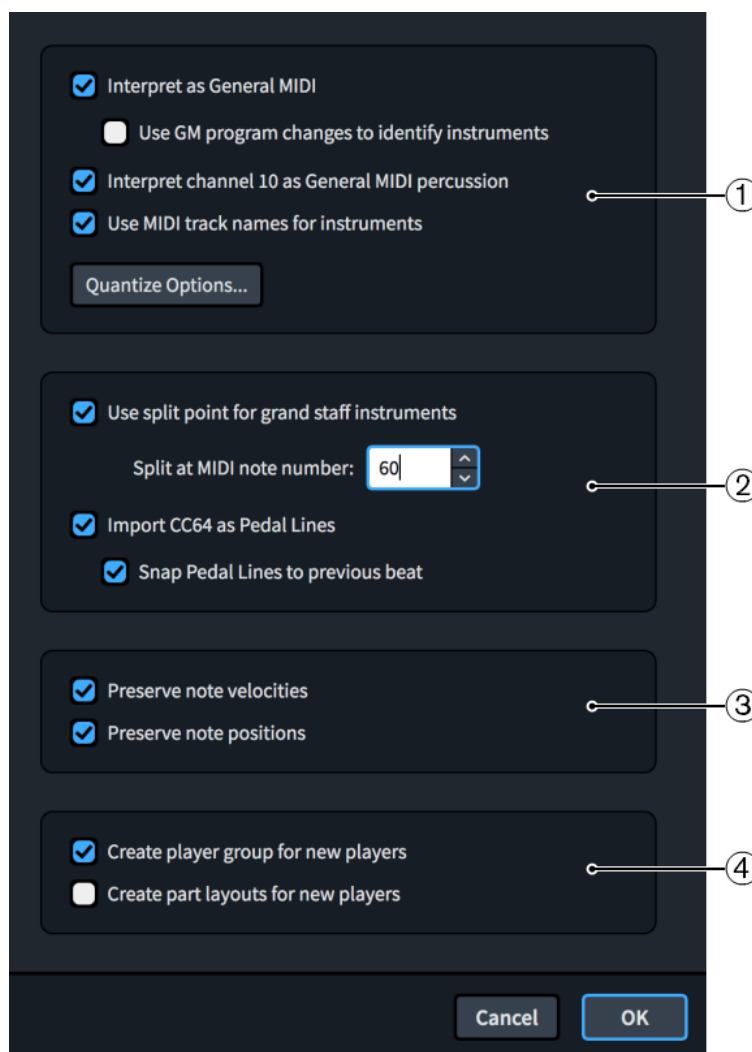 Interpret as General MIDI
Use GM program changes to identify instruments
Interpret channel 10 as General MIDI percussion
1
Use MIDI track names for instruments
Quantize Options...
Use split point for grand staff instruments
Split at MIDI note number: 60
2
Import CC64 as Pedal Lines
Snap Pedal Lines to previous beat
Preserve note velocities
3
Preserve note positions
Create player group for new players
4
Create part layouts for new players
Cancel OK